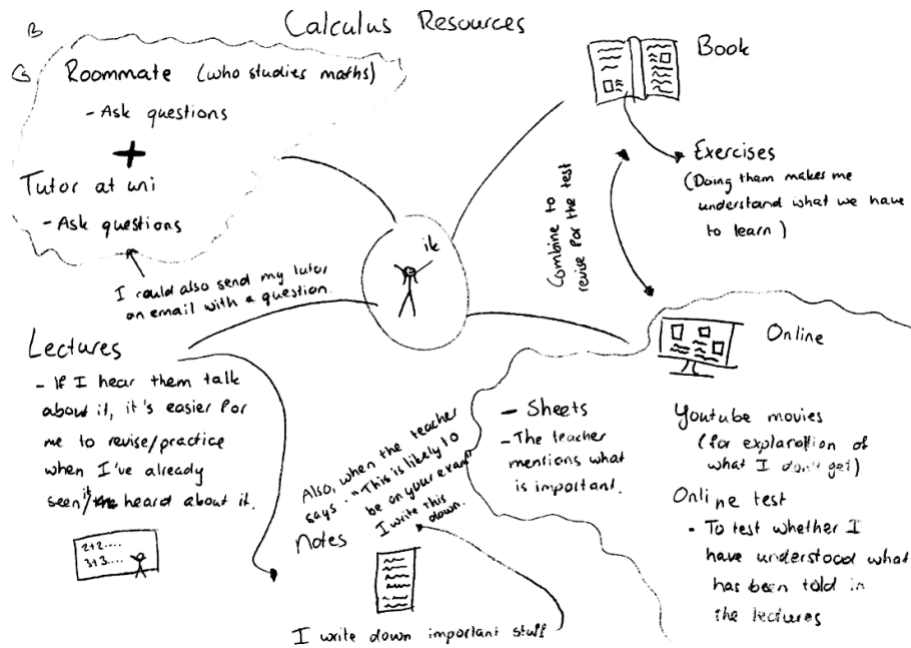 Calculus Resources
B
G Roommate (who studies maths)
- Ask questions
+
Tutor at uni
- Ask questions
I could also send my tutor
an email with a question.
Book
Exercises
(Doing them makes me
understand what we have
to learn)
Combine to
revise for the test
ik
Lectures
- If I hear them talk
about it, it's easier for
me to revise/practice
when I've already
seen/heard about it.
2+2....
3+3....
Also, when the teacher
says "This is likely to
be on your exam"
I write this
down.
Notes
I write down important stuff
- Sheets
- The teacher
mentions what
is important.
Online
Youtube movies
(for explanation of
what I don't get)
Online test
- To test whether I
have understood what
has been told in
the lectures